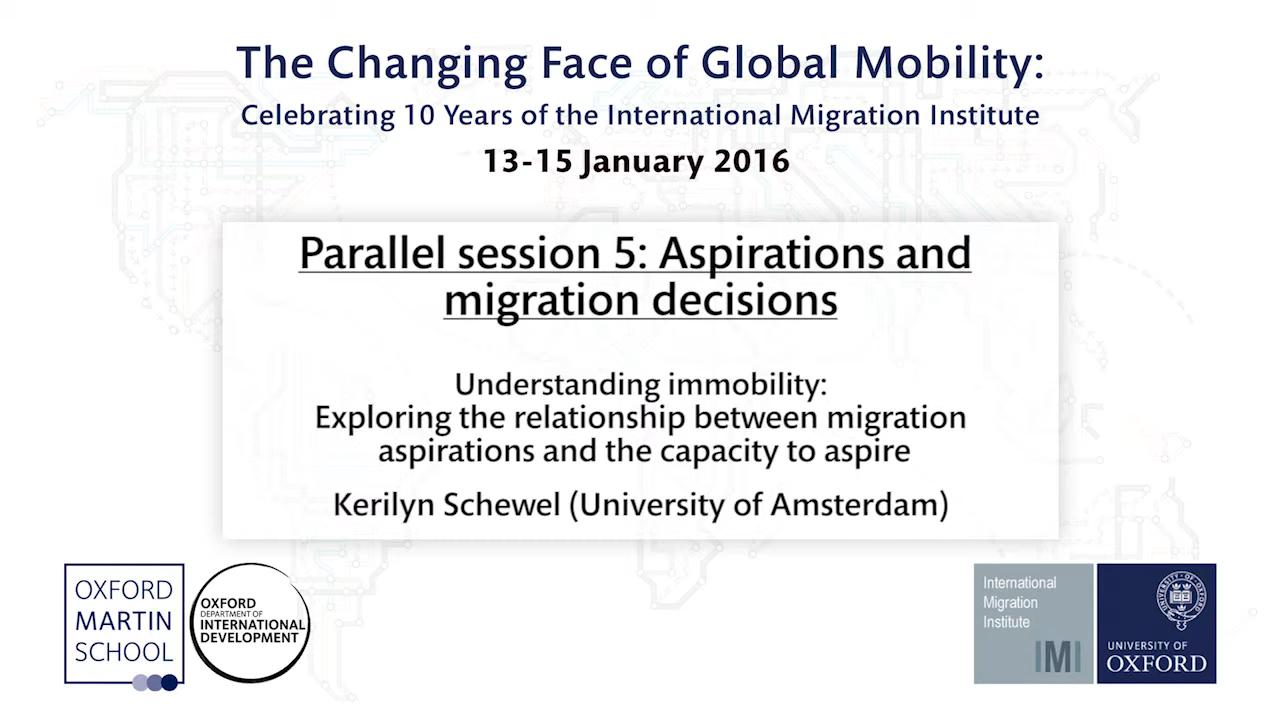 The Changing Face of Global Mobility:
Celebrating 10 Years of the International Migration Institute
13-15 January 2016
Parallel session 5: Aspirations and
migration decisions
Understanding immobility:
Exploring the relationship between migration
aspirations and the capacity to aspire
Kerilyn Schewel (University of Amsterdam)
OXFORD
MARTIN
SCHOOL
OXFORD
DEPARTMENT OF
INTERNATIONAL
DEVELOPMENT
International
Migration
Institute
IMI
UNIVERSITY OF OXFORD
UNIVERSITY OF
OXFORD